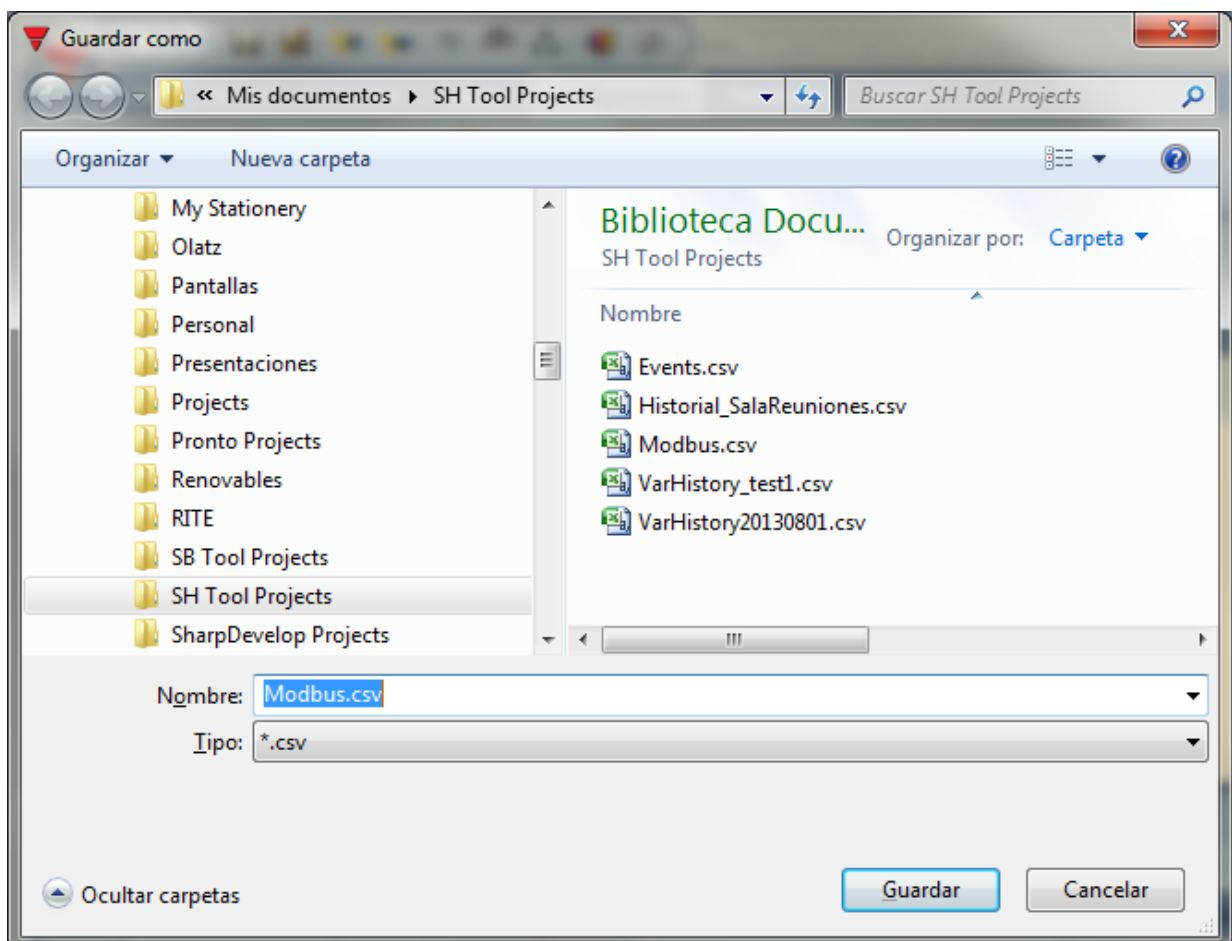 Guardar como
« Mis documentos ▸ SH Tool Projects
Buscar SH Tool Projects
Organizar
Nueva carpeta
My Stationery
Olatz
Pantallas
Personal
Presentaciones
Projects
Pronto Projects
Renovables
RITE
SB Tool Projects
SH Tool Projects
SharpDevelop Projects
Biblioteca Docu...
SH Tool Projects
Organizar por: Carpeta
Nombre
Events.csv
Historial_SalaReuniones.csv
Modbus.csv
VarHistory_test1.csv
VarHistory20130801.csv
Nombre: Modbus.csv
Tipo: *.csv
Ocultar carpetas
Guardar
Cancelar